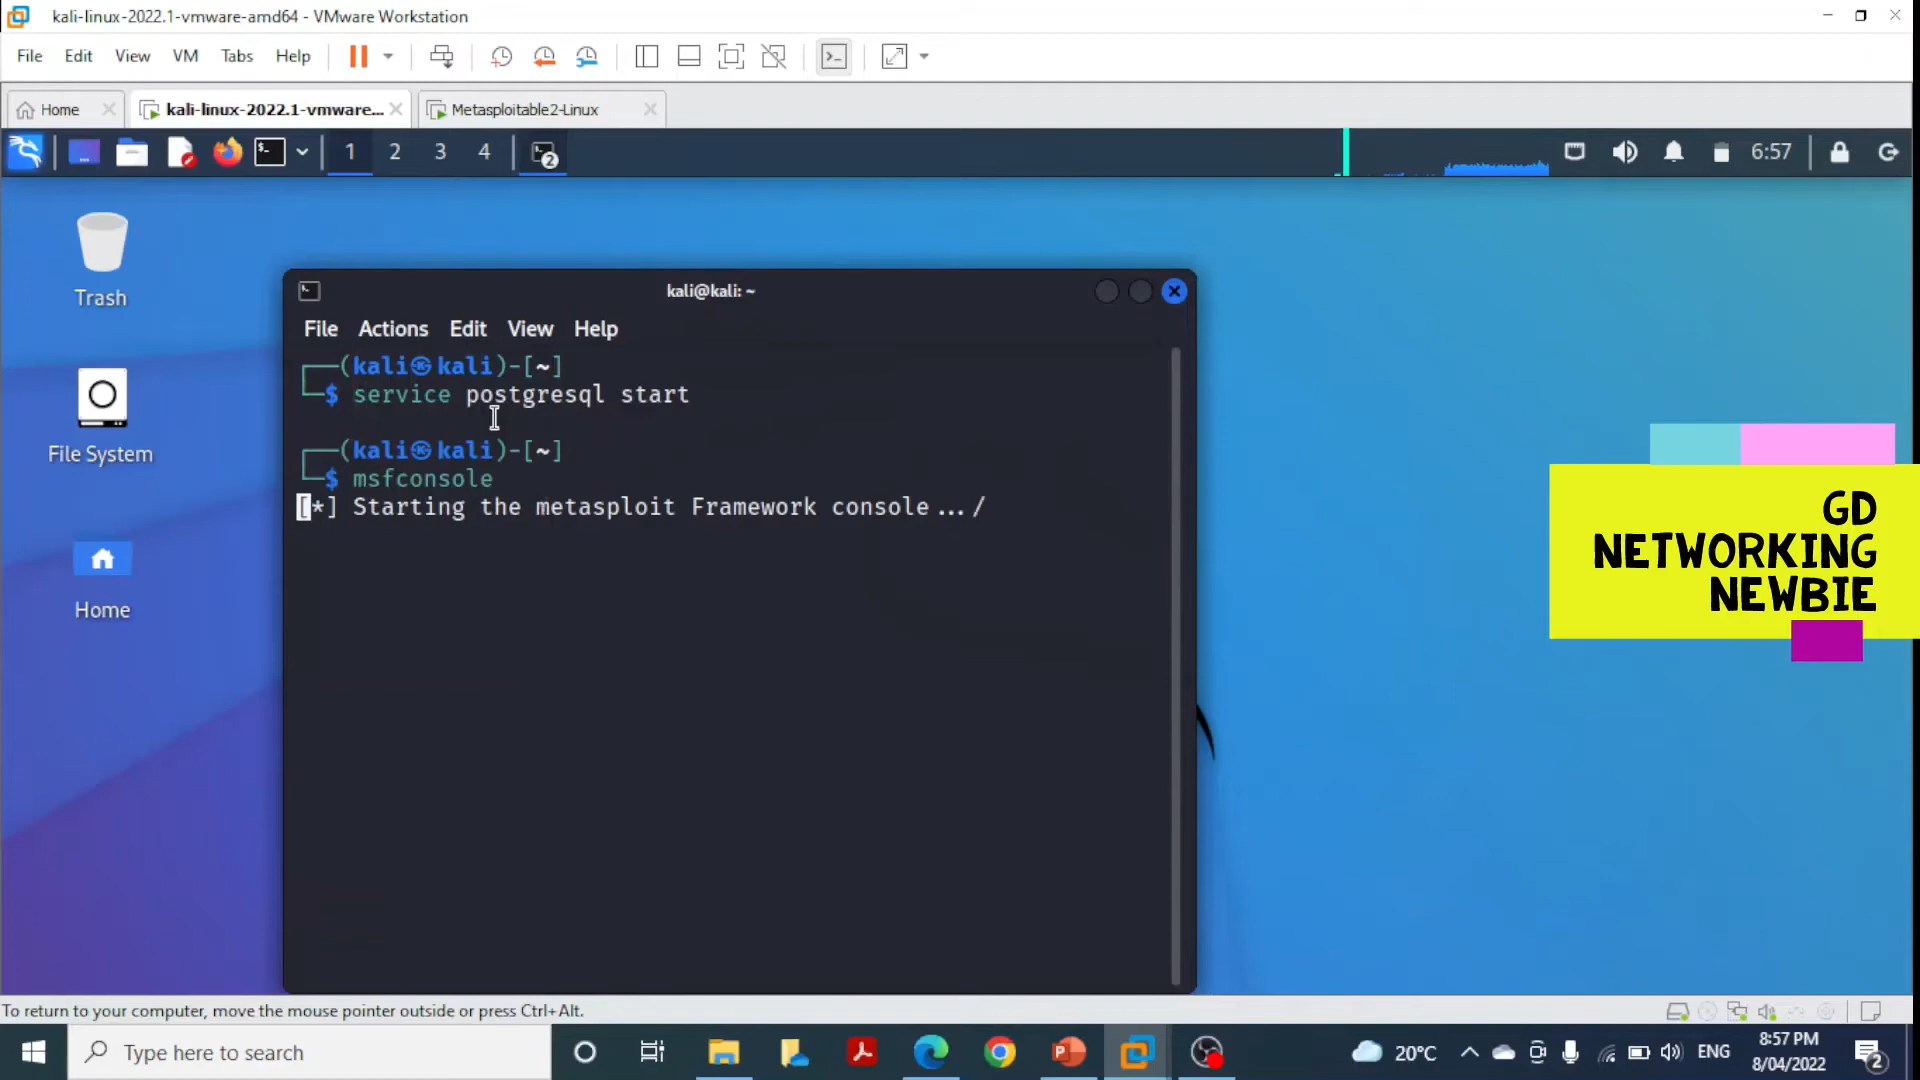 kali-linux-2022.1-vmware-amd64 - VMware Workstation
File Edit View VM Tabs Help
Home kali-linux-2022.1-vmware... Metasploitable2-Linux
1 2 3 4 2 6:57
Trash
File System
Home
kali@kali: ~
File Actions Edit View Help
(kali㉿kali)-[~]
$ service postgresql start
(kali㉿kali)-[~]
$ msfconsole
[*] Starting the metasploit Framework console.../
GD
NETWORKING
NEWBIE
To return to your computer, move the mouse pointer outside or press Ctrl+Alt.
Type here to search
20°C ENG 8:57 PM
8/04/2022
2